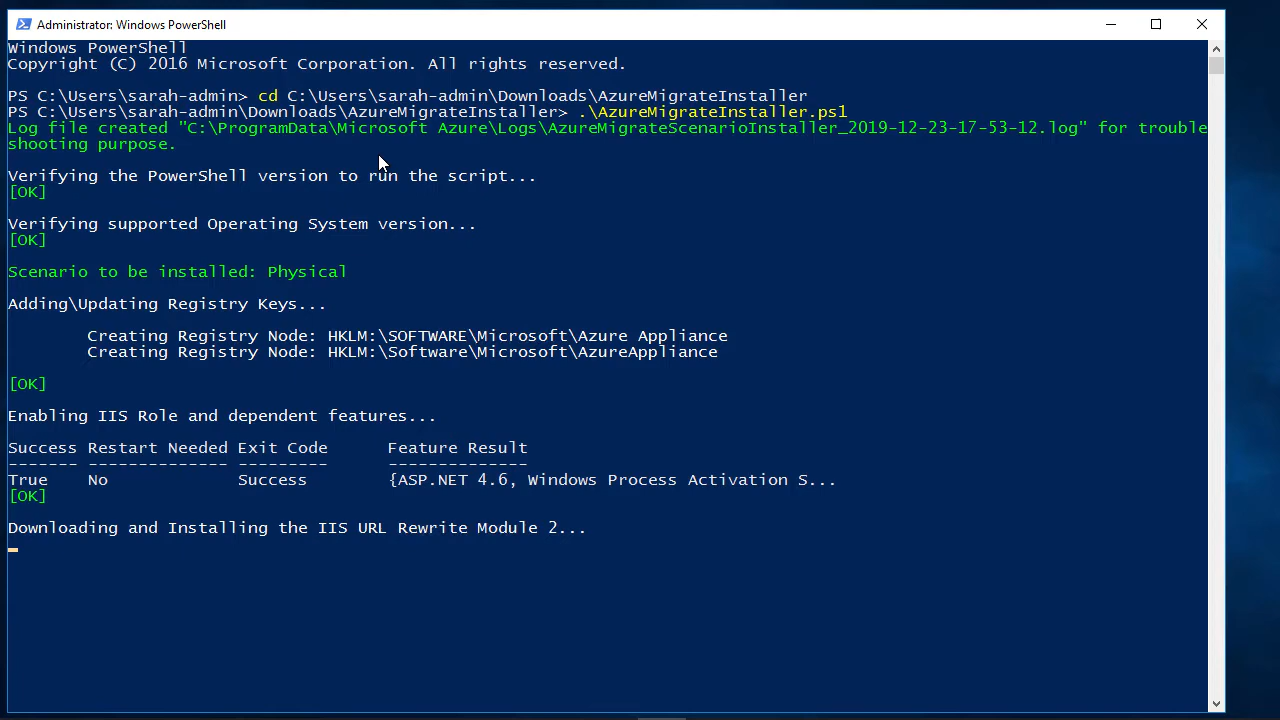 Administrator: Windows PowerShell
Windows PowerShell
Copyright (C) 2016 Microsoft Corporation. All rights reserved.
PS C:\Users\sarah-admin> cd C:\Users\sarah-admin\Downloads\AzureMigrateInstaller
PS C:\Users\sarah-admin\Downloads\AzureMigrateInstaller> .\AzureMigrateInstaller.ps1
Log file created "C:\ProgramData\Microsoft Azure\Logs\AzureMigrateScenarioInstaller_2019-12-23-17-53-12.log" for trouble
shooting purpose.
Verifying the PowerShell version to run the script...
[OK]
Verifying supported Operating System version...
[OK]
Scenario to be installed: Physical
Adding\Updating Registry Keys...
Creating Registry Node: HKLM:\SOFTWARE\Microsoft\Azure Appliance
Creating Registry Node: HKLM:\Software\Microsoft\AzureAppliance
[OK]
Enabling IIS Role and dependent features...
Success Restart Needed Exit Code      Feature Result
------- -------------- ---------      --------------
True    No             Success        {ASP.NET 4.6, Windows Process Activation S...
[OK]
Downloading and Installing the IIS URL Rewrite Module 2...